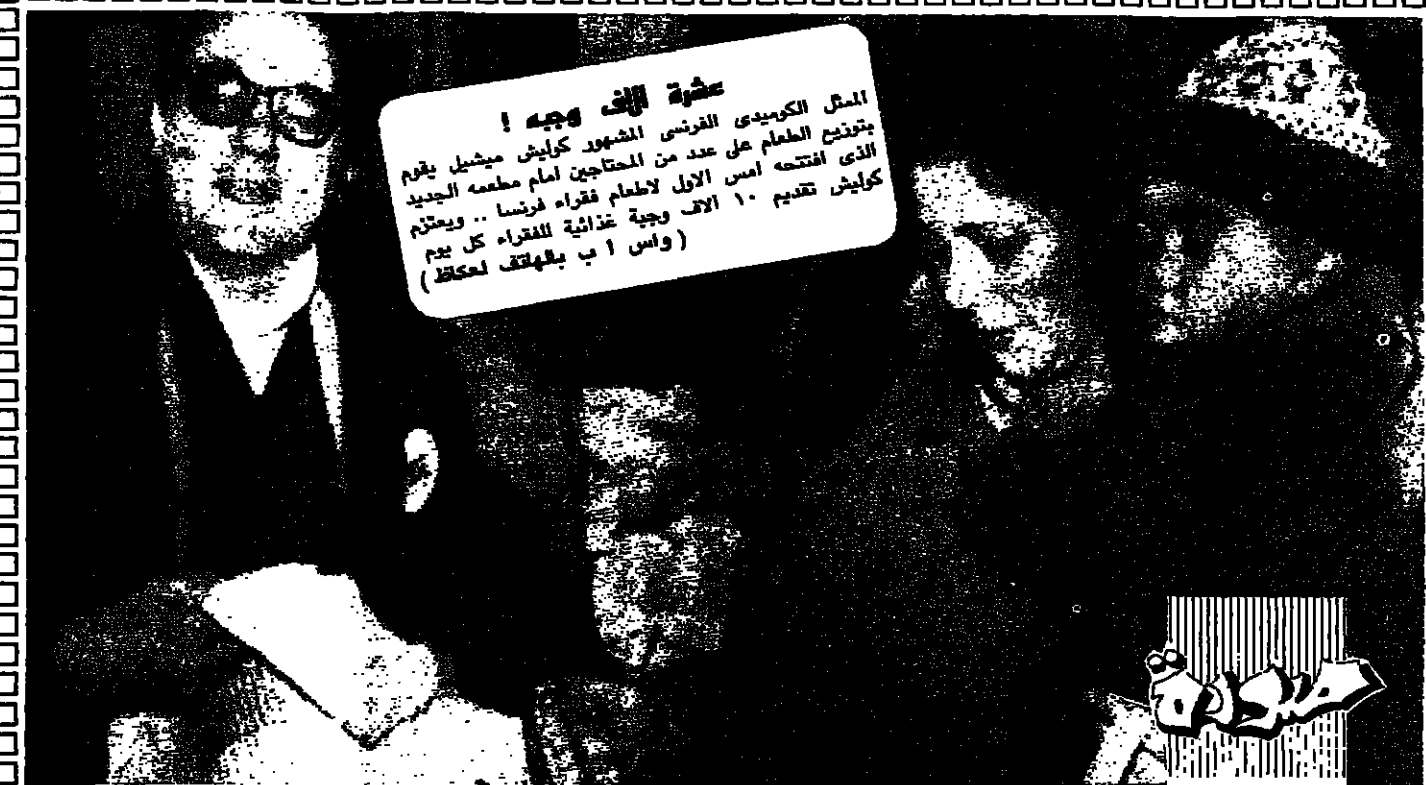 عشرة آلاف وجبه !
الممثل الكوميدى الفرنسى المشهور كوليش ميشيل يقوم
بتوزيع الطعام على عدد من المحتاجين امام مطعمه الجديد
الذى افتتحه امس الاول لاطعام فقراء فرنسا .. ويعتزم
كوليش تقديم ١٠ الاف وجبة غذائية للفقراء كل يوم
( واس أ ب بالهاتف لعكاظ )
صورة